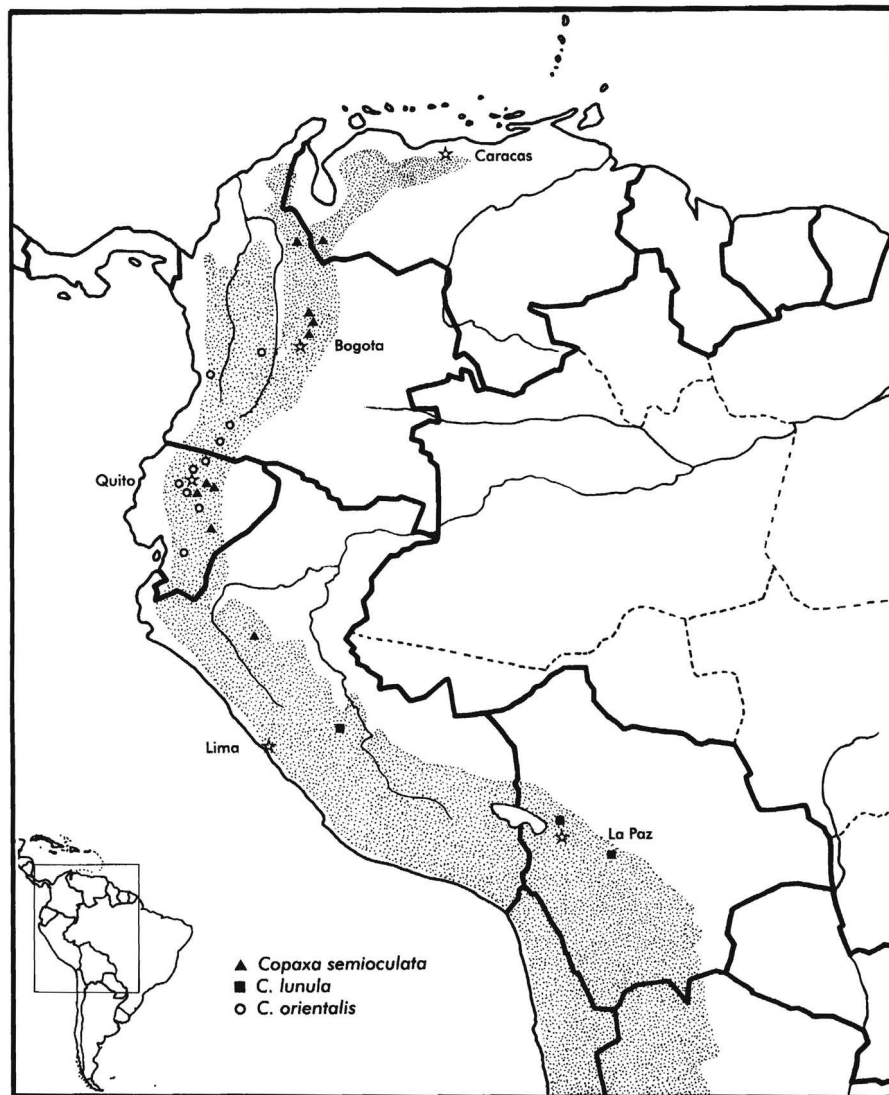 Caracas
Bogota
Quito
Lima
La Paz
Copaxa semioculata
C. lunula
C. orientalis